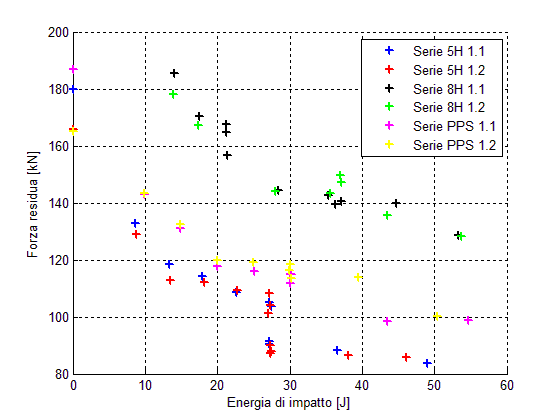 200
180
160
140
120
100
80
0
10
20
30
40
50
60
Forza residua [kN]
Energia di impatto [J]
Serie 5H 1.1
Serie 5H 1.2
Serie 8H 1.1
Serie 8H 1.2
Serie PPS 1.1
Serie PPS 1.2